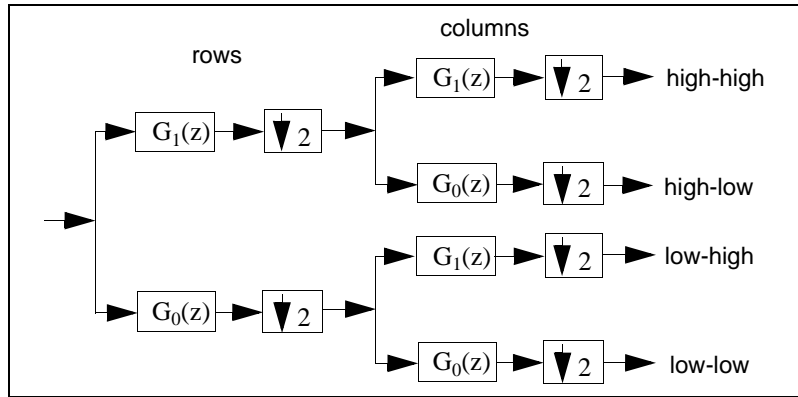 columns
rows
G₁(z) 2 high-high
G₁(z) 2
G₀(z) 2 high-low
G₁(z) 2 low-high
G₀(z) 2
G₀(z) 2 low-low